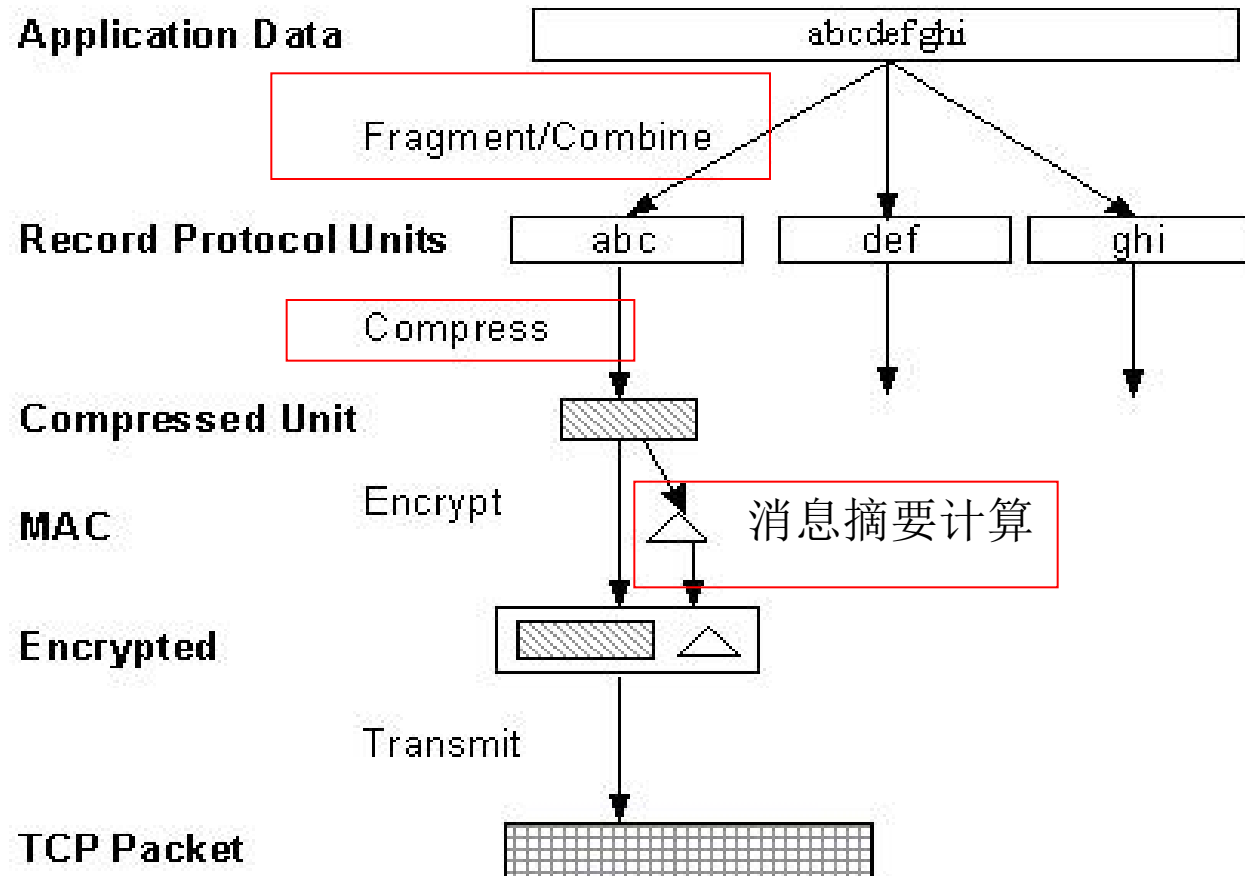 Application Data
abcdefghi
Fragment/Combine
Record Protocol Units
abc
def
ghi
Compress
Compressed Unit
Encrypt
MAC
消息摘要计算
Encrypted
Transmit
TCP Packet